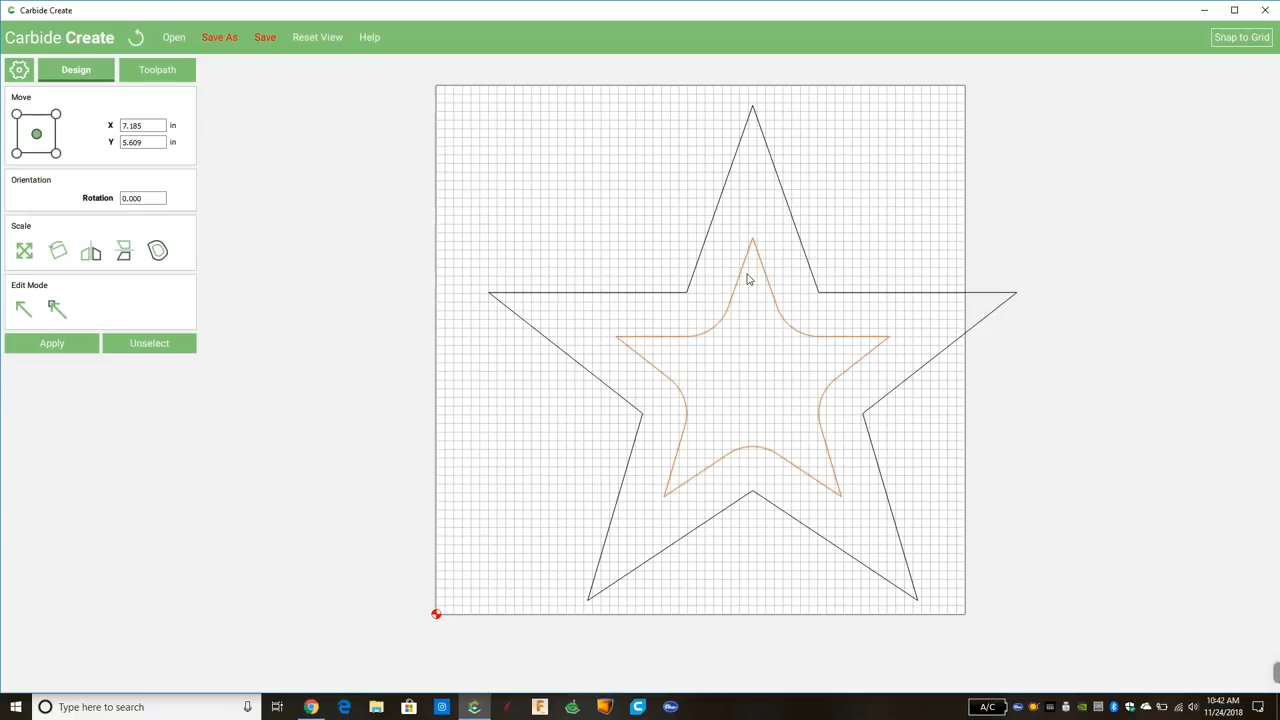 Carbide Create
Carbide Create Open Save As Save Reset View Help Snap to Grid
Design Toolpath
Move
X 7.185 in
Y 5.609 in
Orientation
Rotation 0.000
Scale
Edit Mode
Apply Unselect
Type here to search A/C 10:42 AM
11/24/2018